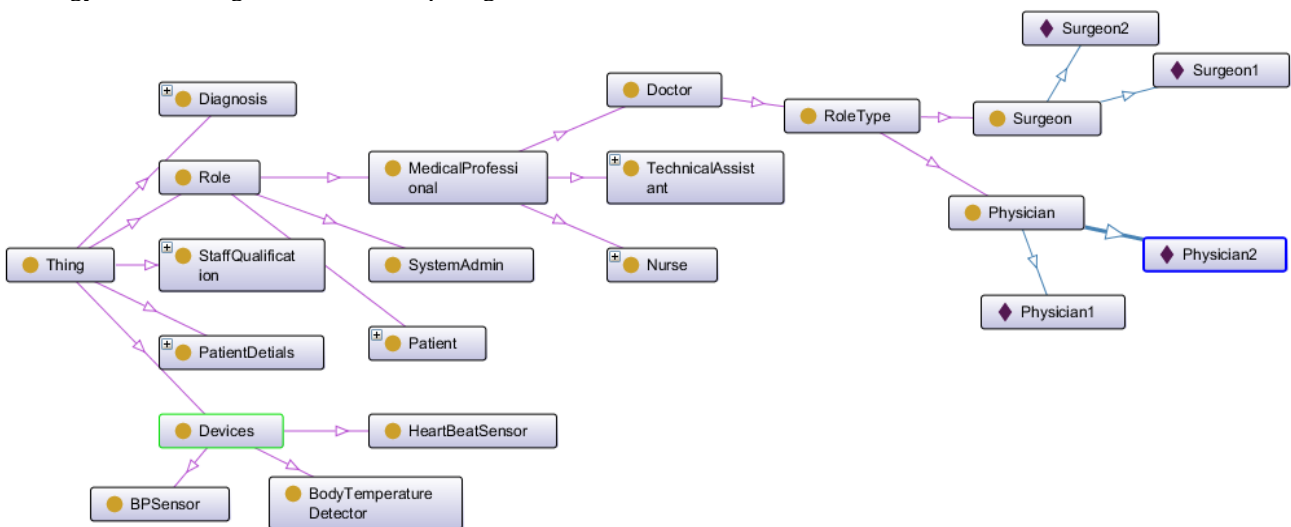 Surgeon2
Surgeon1
Diagnosis
Doctor
RoleType
Surgeon
Role
MedicalProfessi
onal
TechnicalAssist
ant
Physician
Thing
StaffQualificat
ion
SystemAdmin
Nurse
Physician2
Physician1
PatientDetials
Patient
Devices
HeartBeatSensor
BPSensor
BodyTemperature
Detector